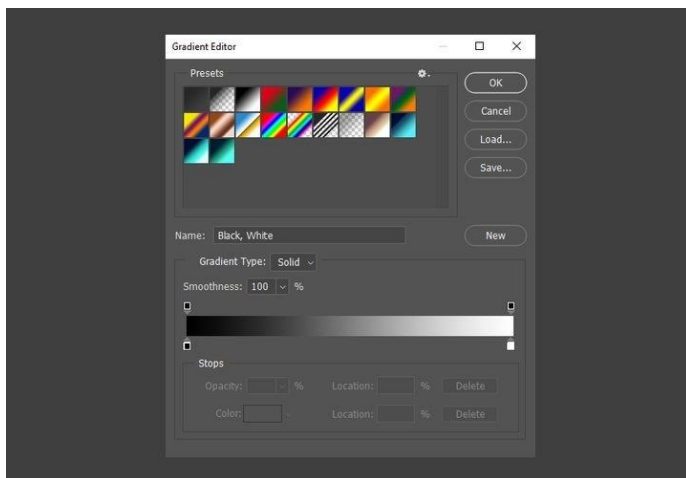 Gradient Editor
Presets
OK
Cancel
Load...
Save...
Name: Black, White
New
Gradient Type: Solid
Smoothness: 100 %
Stops
Opacity: % Location: % Delete
Color: Location: % Delete